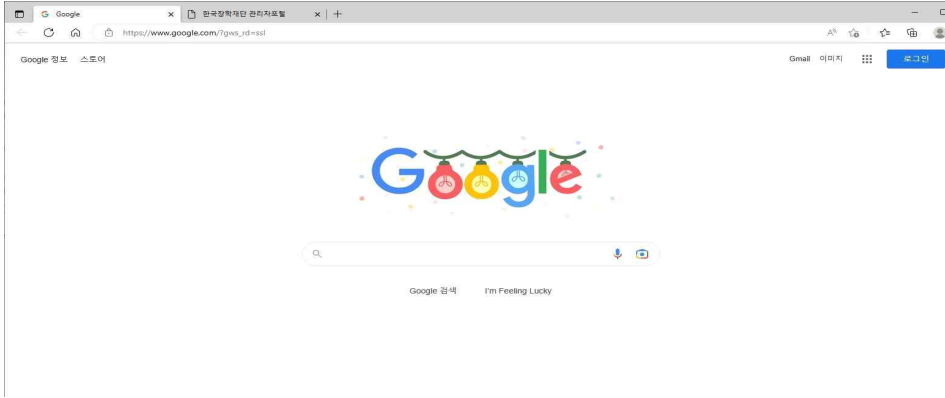 Google
한국장학재단 관리자포털
https://www.google.com/?gws_rd=ssl
Google 정보 스토어
Gmail 이미지
로그인
Google
Google 검색 I'm Feeling Lucky